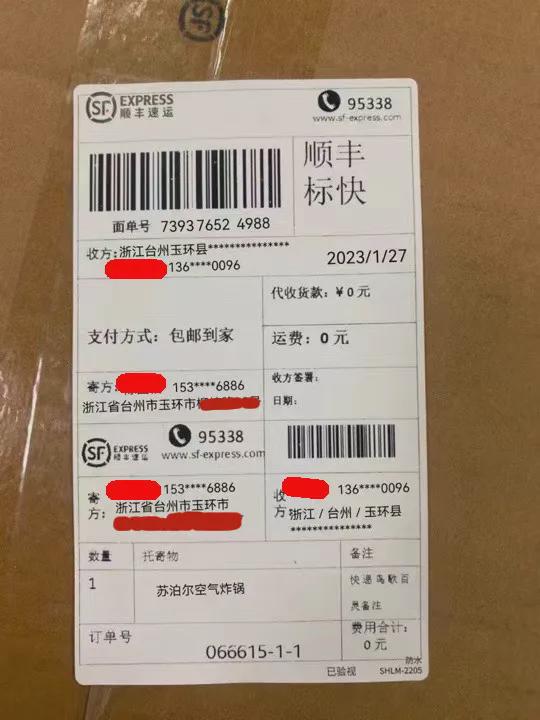 SF
SF EXPRESS
顺丰速运
95338
www.sf-express.com
顺丰
标快
面单号 73937652 4988
收方:浙江台州玉环县***************
136****0096
2023/1/27
代收货款：¥0元
支付方式：包邮到家
运费：0元
寄方: 153****6886
浙江省台州市玉环市
收方签署：
日期：
SF EXPRESS
顺丰速运
95338
www.sf-express.com
寄方: 153****6886
浙江省台州市玉环市
收方: 136****0096
浙江/台州/玉环县
***************
数量
托寄物
备注
1
苏泊尔空气炸锅
快递鸟歌百
灵备注
订单号
066615-1-1
费用合计：
0元
防水
已验视
SHLM-2205